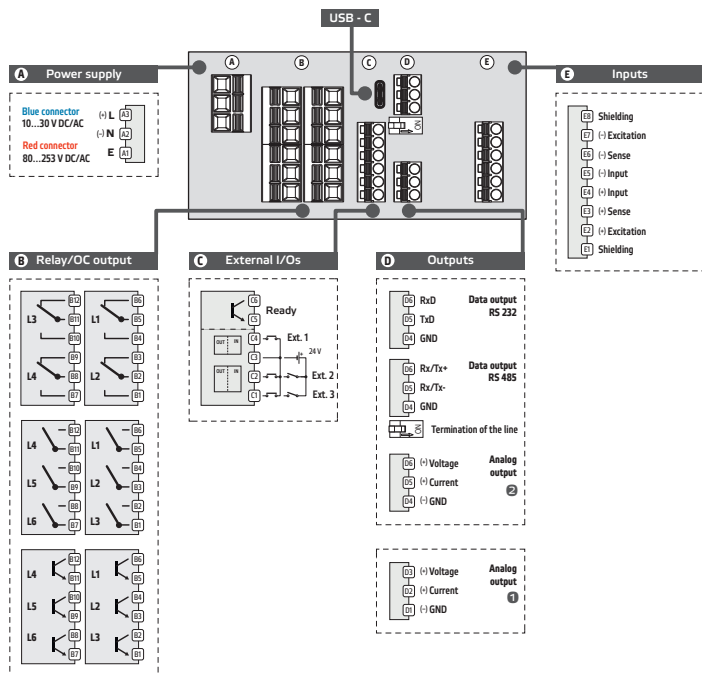 USB - C
A
B
C
D
E
A Power supply
Blue connector
10...30 V DC/AC
Red connector
80...253 V DC/AC
(+) L A3
(-) N A2
E A1
E Inputs
E8 Shielding
E7 (-) Excitation
E6 (-) Sense
E5 (-) Input
E4 (+) Input
E3 (+) Sense
E2 (+) Excitation
E1 Shielding
NO
B Relay/OC output
L3 B12 L1 B6
B11 B5
B10 B4
L4 B9 L2 B3
B8 B2
B7 B1
L4 B12 L1 B6
B11 B5
L5 B10 L2 B4
B9 B3
L6 B8 L3 B2
B7 B1
L4 B12 L1 B6
B11 B5
L5 B10 L2 B4
B9 B3
L6 B8 L3 B2
B7 B1
C External I/Os
C6
Ready
C5
OUT IN C4 Ext. 1
C3 + 24 V
OUT IN C2 Ext. 2
C1 Ext. 3
D Outputs
D6 RxD Data output
D5 TxD RS 232
D4 GND
D6 Rx/Tx+ Data output
D5 Rx/Tx- RS 485
D4 GND
NO Termination of the line
D6 (+) Voltage Analog
D5 (+) Current output
D4 (-) GND 2
D3 (+) Voltage Analog
D2 (+) Current output
D1 (-) GND 1